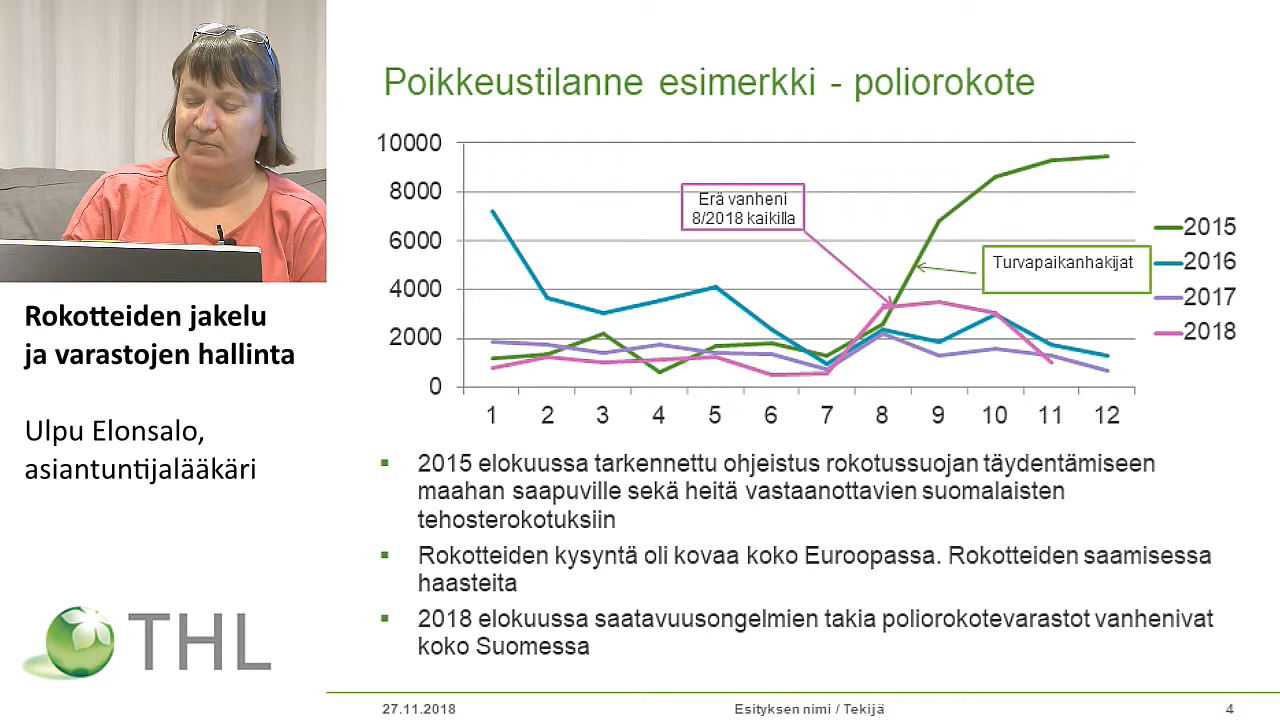 Poikkeustilanne esimerkki - poliorokote
10000
8000
6000
4000
2000
0
1 2 3 4 5 6 7 8 9 10 11 12
Erä vanheni
8/2018 kaikilla
Turvapaikanhakijat
2015
2016
2017
2018
Rokotteiden jakelu
ja varastojen hallinta
Ulpu Elonsalo,
asiantuntijalääkäri
THL
▪ 2015 elokuussa tarkennettu ohjeistus rokotussuojan täydentämiseen
maahan saapuville sekä heitä vastaanottavien suomalaisten
tehosterokotuksiin
▪ Rokotteiden kysyntä oli kovaa koko Euroopassa. Rokotteiden saamisessa
haasteita
▪ 2018 elokuussa saatavuusongelmien takia poliorokotevarastot vanhenivat
koko Suomessa
27.11.2018
Esityksen nimi / Tekijä
4